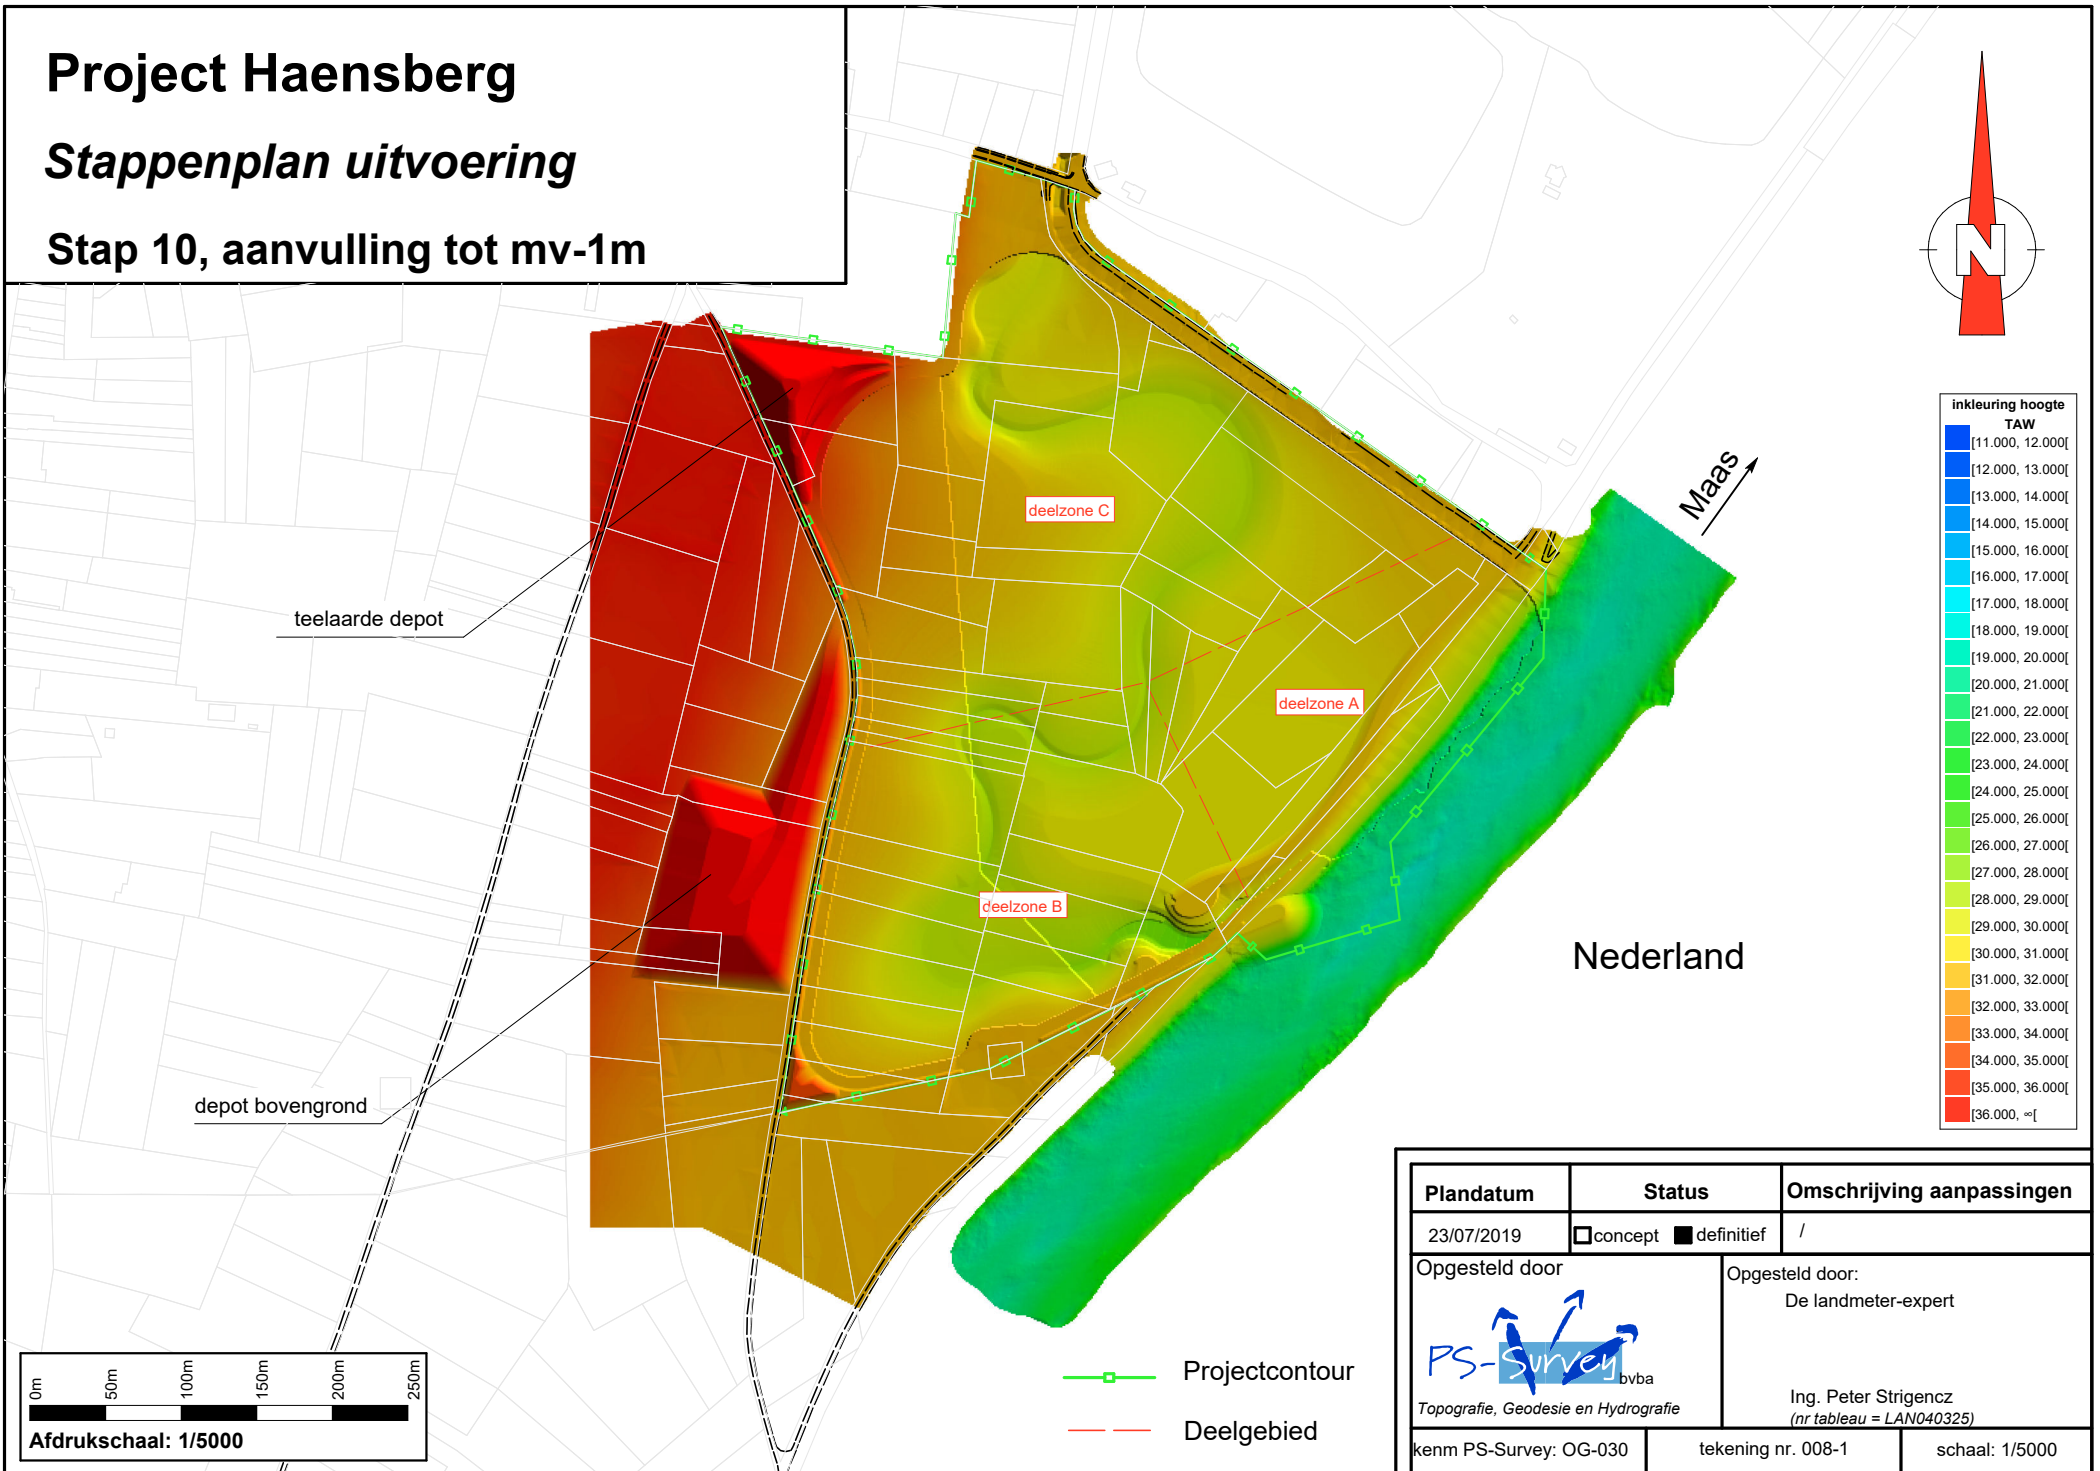 Project Haensberg
Stappenplan uitvoering
Stap 10, aanvulling tot mv-1m
N
inkleuring hoogte
TAW
[11.000, 12.000[
[12.000, 13.000[
[13.000, 14.000[
[14.000, 15.000[
[15.000, 16.000[
[16.000, 17.000[
[17.000, 18.000[
[18.000, 19.000[
[19.000, 20.000[
[20.000, 21.000[
[21.000, 22.000[
[22.000, 23.000[
[23.000, 24.000[
[24.000, 25.000[
[25.000, 26.000[
[26.000, 27.000[
[27.000, 28.000[
[28.000, 29.000[
[29.000, 30.000[
[30.000, 31.000[
[31.000, 32.000[
[32.000, 33.000[
[33.000, 34.000[
[34.000, 35.000[
[35.000, 36.000[
[36.000, ∞[
Maas
deelzone C
teelaarde depot
deelzone A
deelzone B
Nederland
depot bovengrond
Projectcontour
Deelgebied
0m 50m 100m 150m 200m 250m
Afdrukschaal: 1/5000
Plandatum Status Omschrijving aanpassingen
23/07/2019 concept definitief /
Opgesteld door
PS-Survey bvba
Topografie, Geodesie en Hydrografie
Opgesteld door:
De landmeter-expert
Ing. Peter Strigencz
(nr tableau = LAN040325)
kenm PS-Survey: OG-030 tekening nr. 008-1 schaal: 1/5000